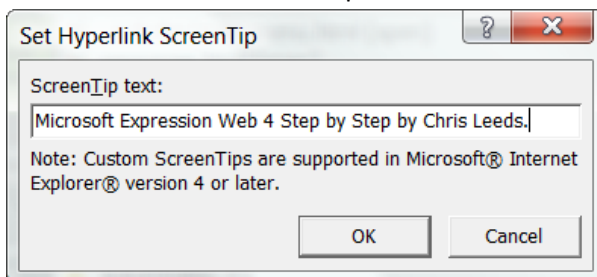 Set Hyperlink ScreenTip
ScreenTip text:
Microsoft Expression Web 4 Step by Step by Chris Leeds.
Note: Custom ScreenTips are supported in Microsoft® Internet
Explorer® version 4 or later.
OK Cancel